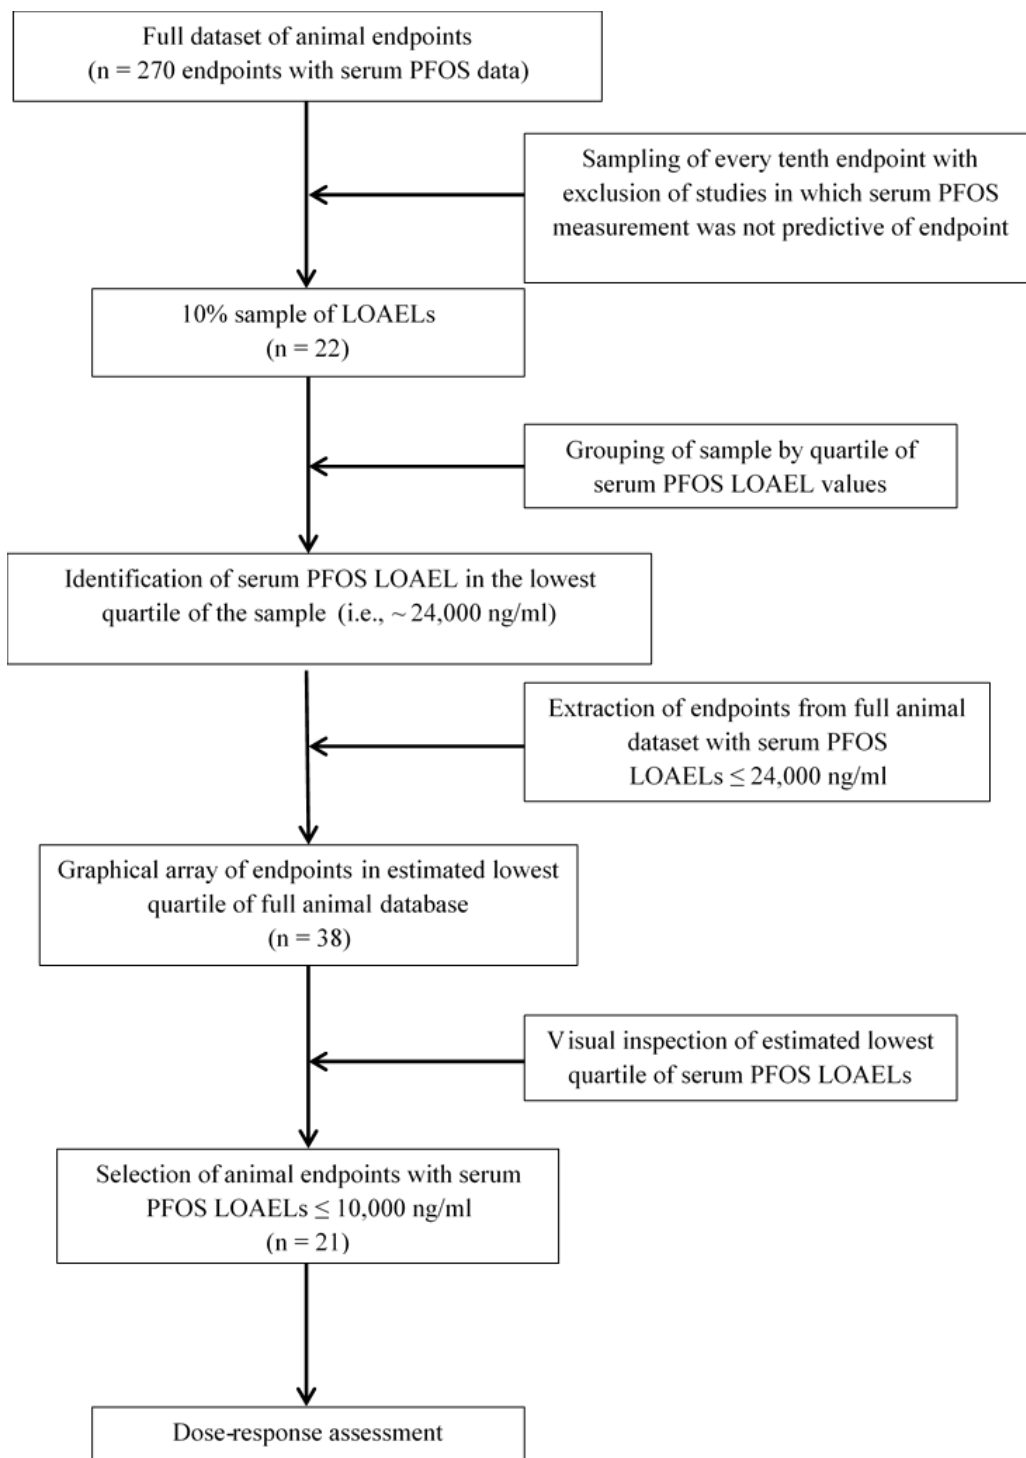 Full dataset of animal endpoints
(n = 270 endpoints with serum PFOS data)
Sampling of every tenth endpoint with
exclusion of studies in which serum PFOS
measurement was not predictive of endpoint
10% sample of LOAELs
(n = 22)
Grouping of sample by quartile of
serum PFOS LOAEL values
Identification of serum PFOS LOAEL in the lowest
quartile of the sample (i.e., ~ 24,000 ng/ml)
Extraction of endpoints from full animal
dataset with serum PFOS
LOAELs ≤ 24,000 ng/ml
Graphical array of endpoints in estimated lowest
quartile of full animal database
(n = 38)
Visual inspection of estimated lowest
quartile of serum PFOS LOAELs
Selection of animal endpoints with serum
PFOS LOAELs ≤ 10,000 ng/ml
(n = 21)
Dose-response assessment